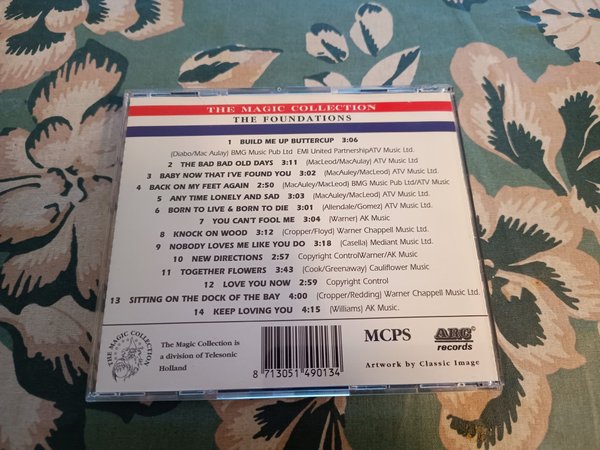 THE MAGIC COLLECTION
THE FOUNDATIONS
1 BUILD ME UP BUTTERCUP 3:06
(Diabo/Mac Aulay) BMG Music Pub Ltd EMI United PartnershipATV Music Ltd.
2 THE BAD BAD OLD DAYS 3:11 (MacLeod/MacAulay) ATV Music Ltd
3 BABY NOW THAT I'VE FOUND YOU 3:02 (MacAuley/MacLeod) ATV Music Ltd.
4 BACK ON MY FEET AGAIN 2:50 (MacAuley/MacLeod) BMG Music Pub Ltd/ATV Music
5 ANY TIME LONELY AND SAD 3:03 (MacAuley/MacLeod) ATV Music Ltd.
6 BORN TO LIVE & BORN TO DIE 3:01 (Allendale/Gomez) ATV Music Ltd.
7 YOU CAN'T FOOL ME 3:04 (Warner) AK Music
8 KNOCK ON WOOD 3:12 (Cropper/Floyd) Warner Chappell Music Ltd.
9 NOBODY LOVES ME LIKE YOU DO 3:18 (Casella) Mediant Music Ltd.
10 NEW DIRECTIONS 2:57 Copyright ControlWarner/AK Music
11 TOGETHER FLOWERS 3:43 (Cook/Greenaway) Cauliflower Music
12 LOVE YOU NOW 2:59 Copyright Control
13 SITTING ON THE DOCK OF THE BAY 4:00 (Cropper/Redding) Warner Chappell Music Ltd.
14 KEEP LOVING YOU 4:15 (Williams) AK Music.
THE MAGIC COLLECTION
The Magic Collection is
a division of Telesonic
Holland
8 713051 490134
MCPS
ARC
records
Artwork by Classic Image